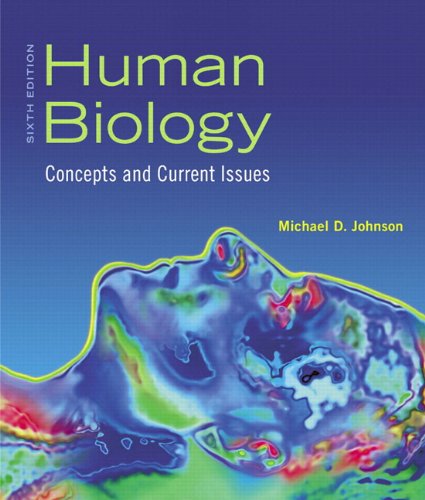 SIXTH EDITION
Human
Biology
Concepts and Current Issues
Michael D. Johnson